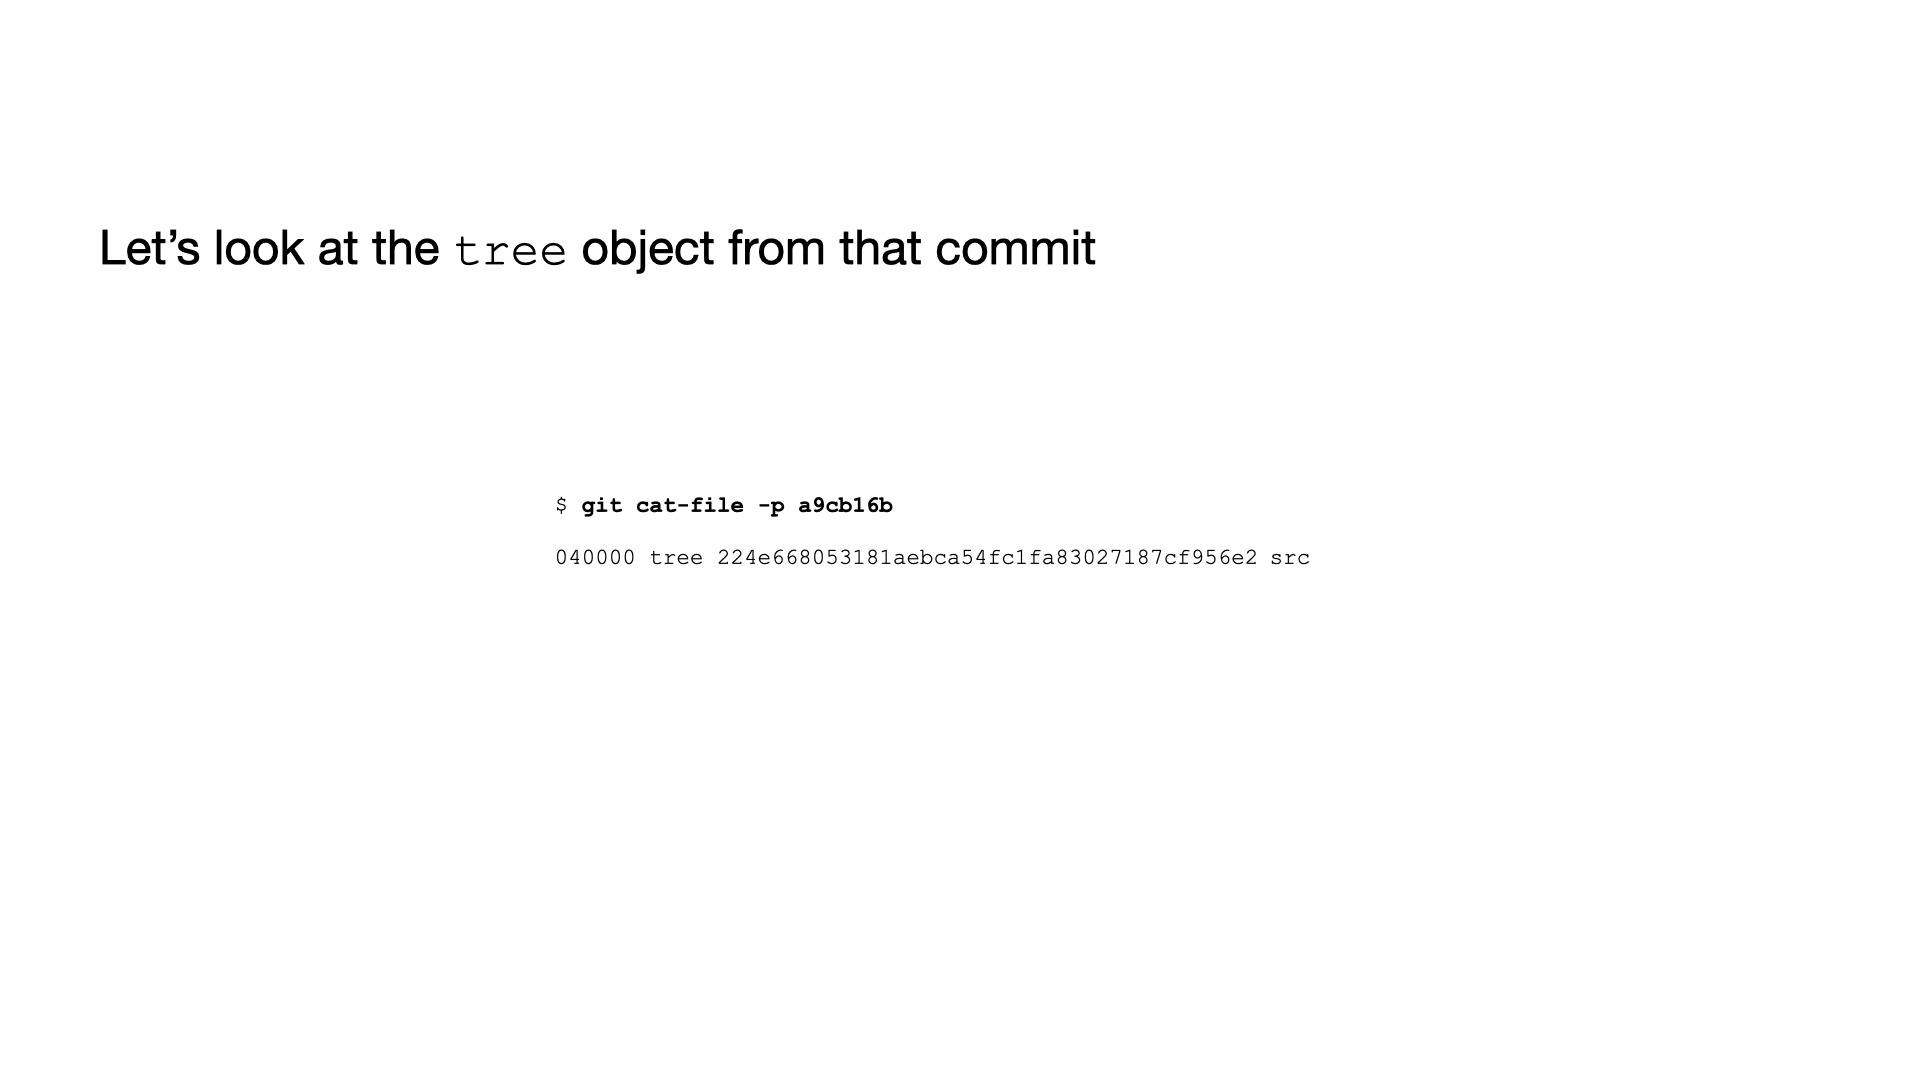 Let’s look at the tree object from that commit
$ git cat-file -p a9cb16b
040000 tree 224e668053181aebca54fc1fa83027187cf956e2 src